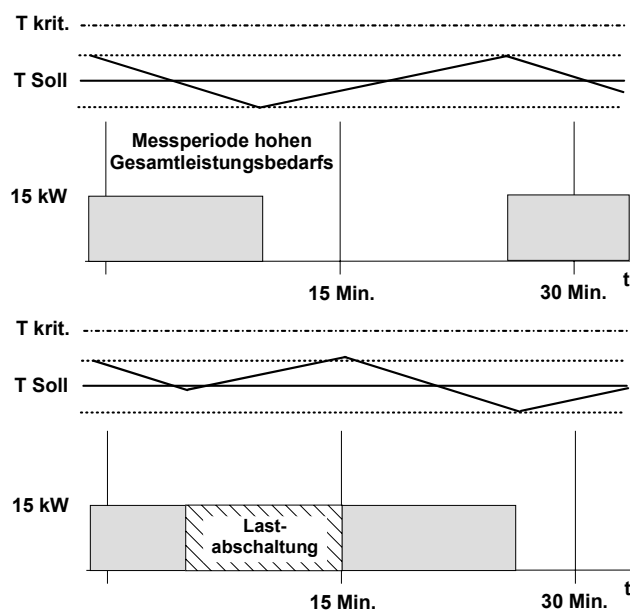 T krit.
T Soll
Messperiode hohen
Gesamtleistungsbedarfs
15 kW
t
15 Min.
30 Min.
T krit.
T Soll
15 kW
Last-
abschaltung
t
15 Min.
30 Min.